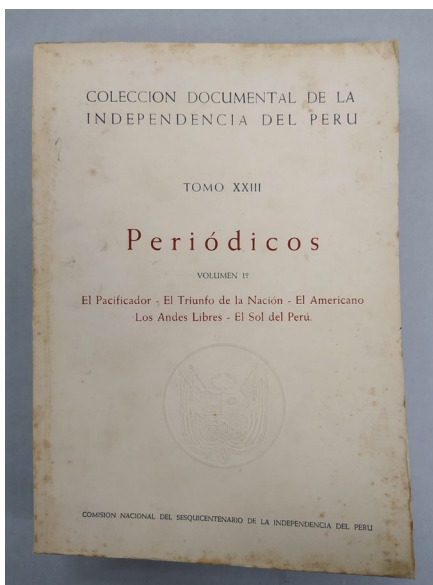 COLECCION DOCUMENTAL DE LA
INDEPENDENCIA DEL PERU
TOMO XXIII
Periódicos
VOLUMEN 1º
El Pacificador - El Triunfo de la Nación - El Americano
Los Andes Libres - El Sol del Perú.
COMISION NACIONAL DEL SESQUICENTENARIO DE LA INDEPENDENCIA DEL PERU